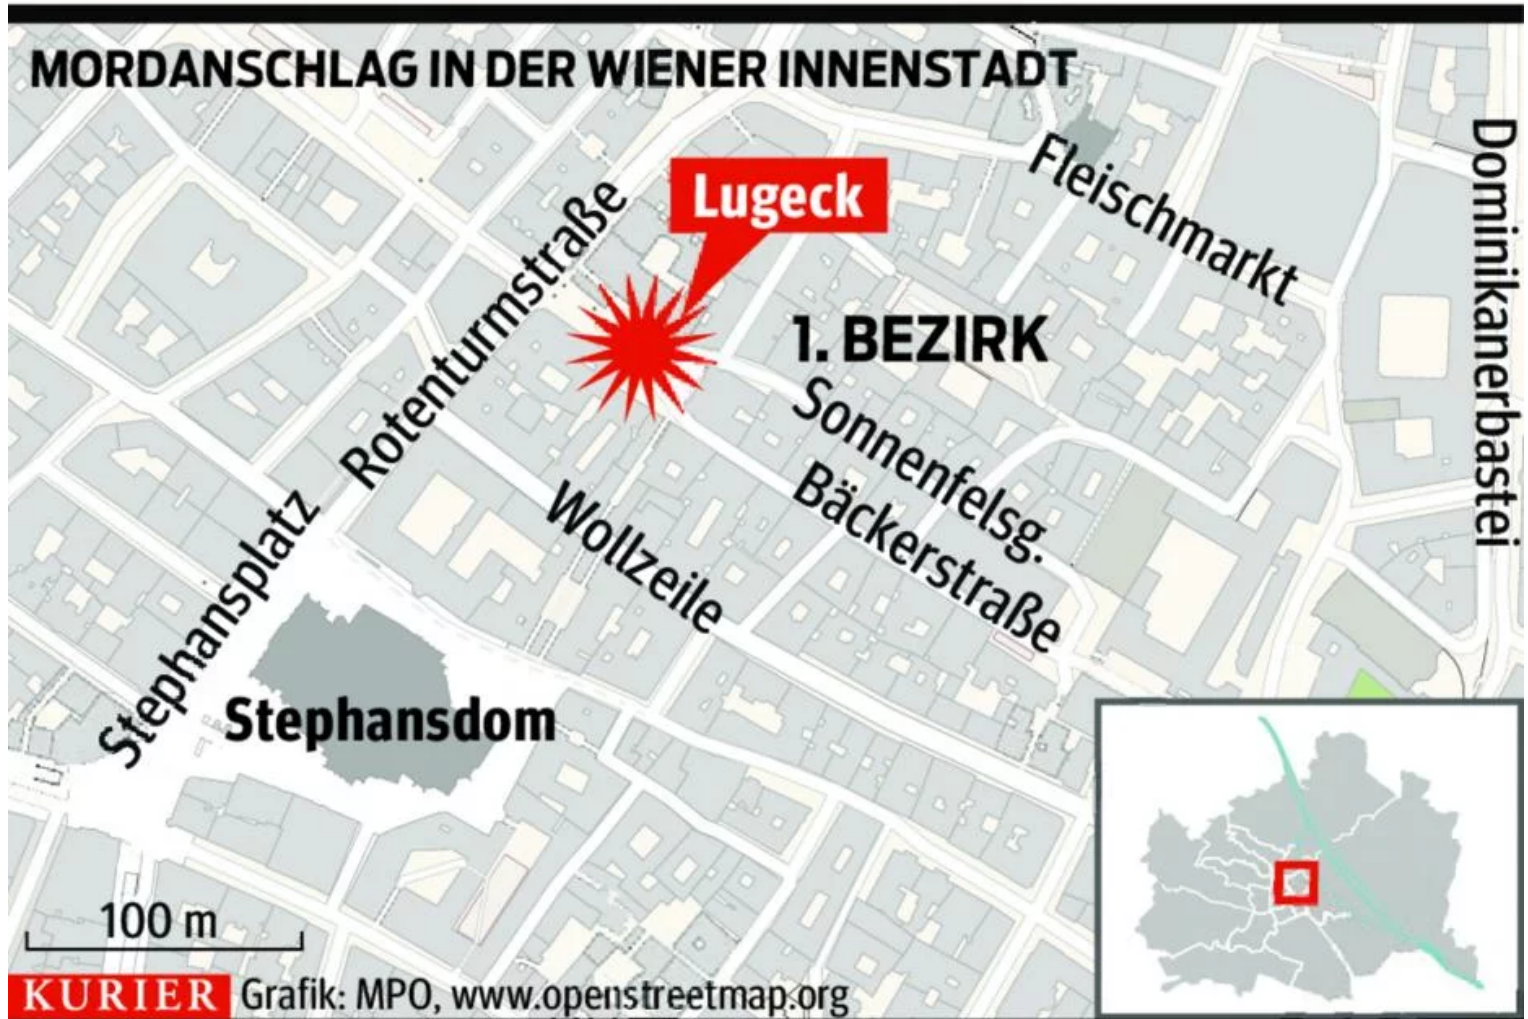 MORDANSCHLAG IN DER WIENER INNENSTADT
Lugeck
Fleischmarkt
Dominikanerbastei
Rotenturmstraße
1. BEZIRK
Sonnenfelsg.
Bäckerstraße
Wollzeile
Stephansplatz
Stephansdom
100 m
KURIER Grafik: MPO, www.openstreetmap.org